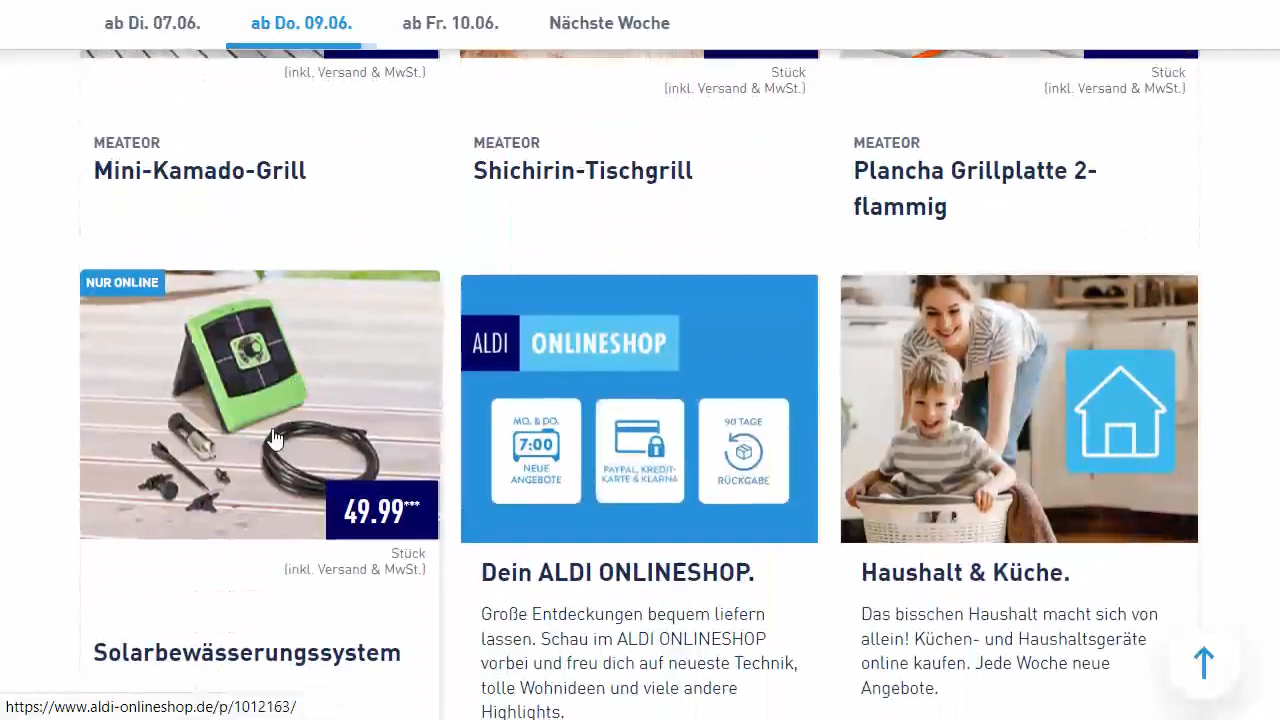 ab Di. 07.06.
ab Do. 09.06.
ab Fr. 10.06.
Nächste Woche
(inkl. Versand & MwSt.)
Stück
(inkl. Versand & MwSt.)
Stück
(inkl. Versand & MwSt.)
MEATEOR
Mini-Kamado-Grill
MEATEOR
Shichirin-Tischgrill
MEATEOR
Plancha Grillplatte 2-
flammig
NUR ONLINE
49.99***
Stück
(inkl. Versand & MwSt.)
Solarbewässerungssystem
ALDI ONLINESHOP
MO. & DO.
7:00
NEUE
ANGEBOTE
PAYPAL, KREDIT-
KARTE & KLARNA
90 TAGE
RÜCKGABE
Dein ALDI ONLINESHOP.
Große Entdeckungen bequem liefern
lassen. Schau im ALDI ONLINESHOP
vorbei und freu dich auf neueste Technik,
tolle Wohnideen und viele andere
Highlights.
Haushalt & Küche.
Das bisschen Haushalt macht sich von
allein! Küchen- und Haushaltsgeräte
online kaufen. Jede Woche neue
Angebote.
https://www.aldi-onlineshop.de/p/1012163/